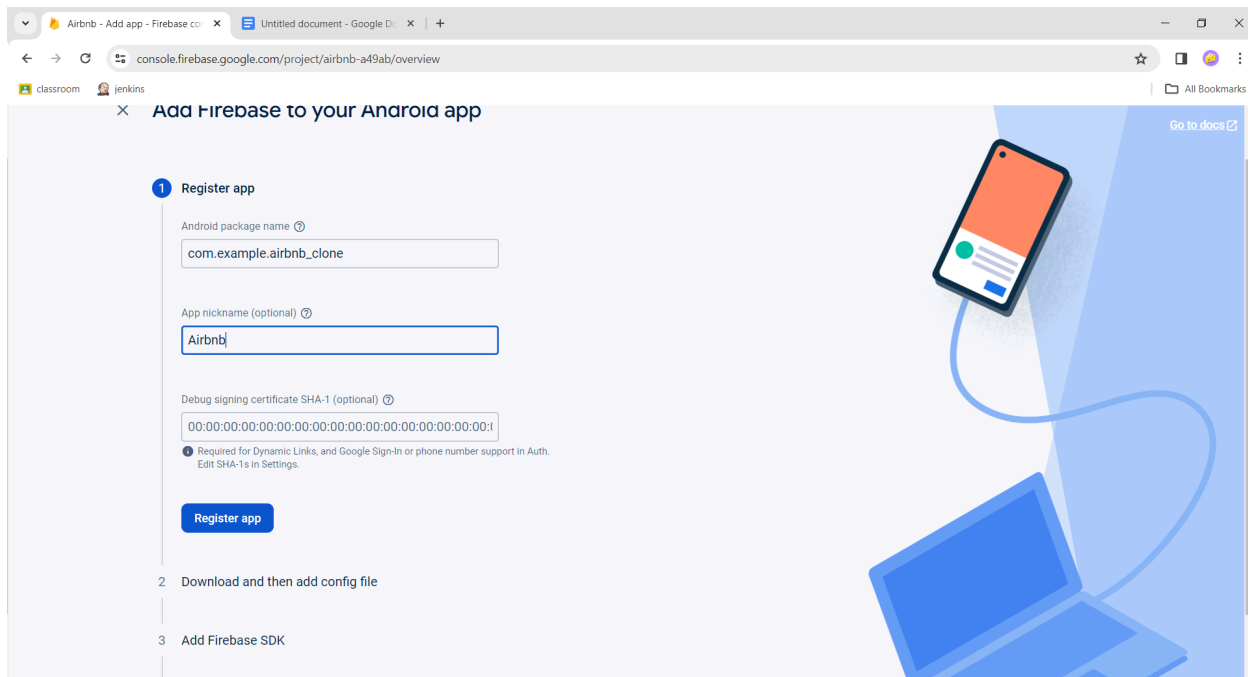 Airbnb - Add app - Firebase cor
Untitled document - Google Do
console.firebase.google.com/project/airbnb-a49ab/overview
classroom
jenkins
All Bookmarks
Add Firebase to your Android app
Go to docs
1 Register app
Android package name
com.example.airbnb_clone
App nickname (optional)
Airbnb
Debug signing certificate SHA-1 (optional)
00:00:00:00:00:00:00:00:00:00:00:00:00:00:00:00:00:
Required for Dynamic Links, and Google Sign-In or phone number support in Auth.
Edit SHA-1s in Settings.
Register app
2 Download and then add config file
3 Add Firebase SDK